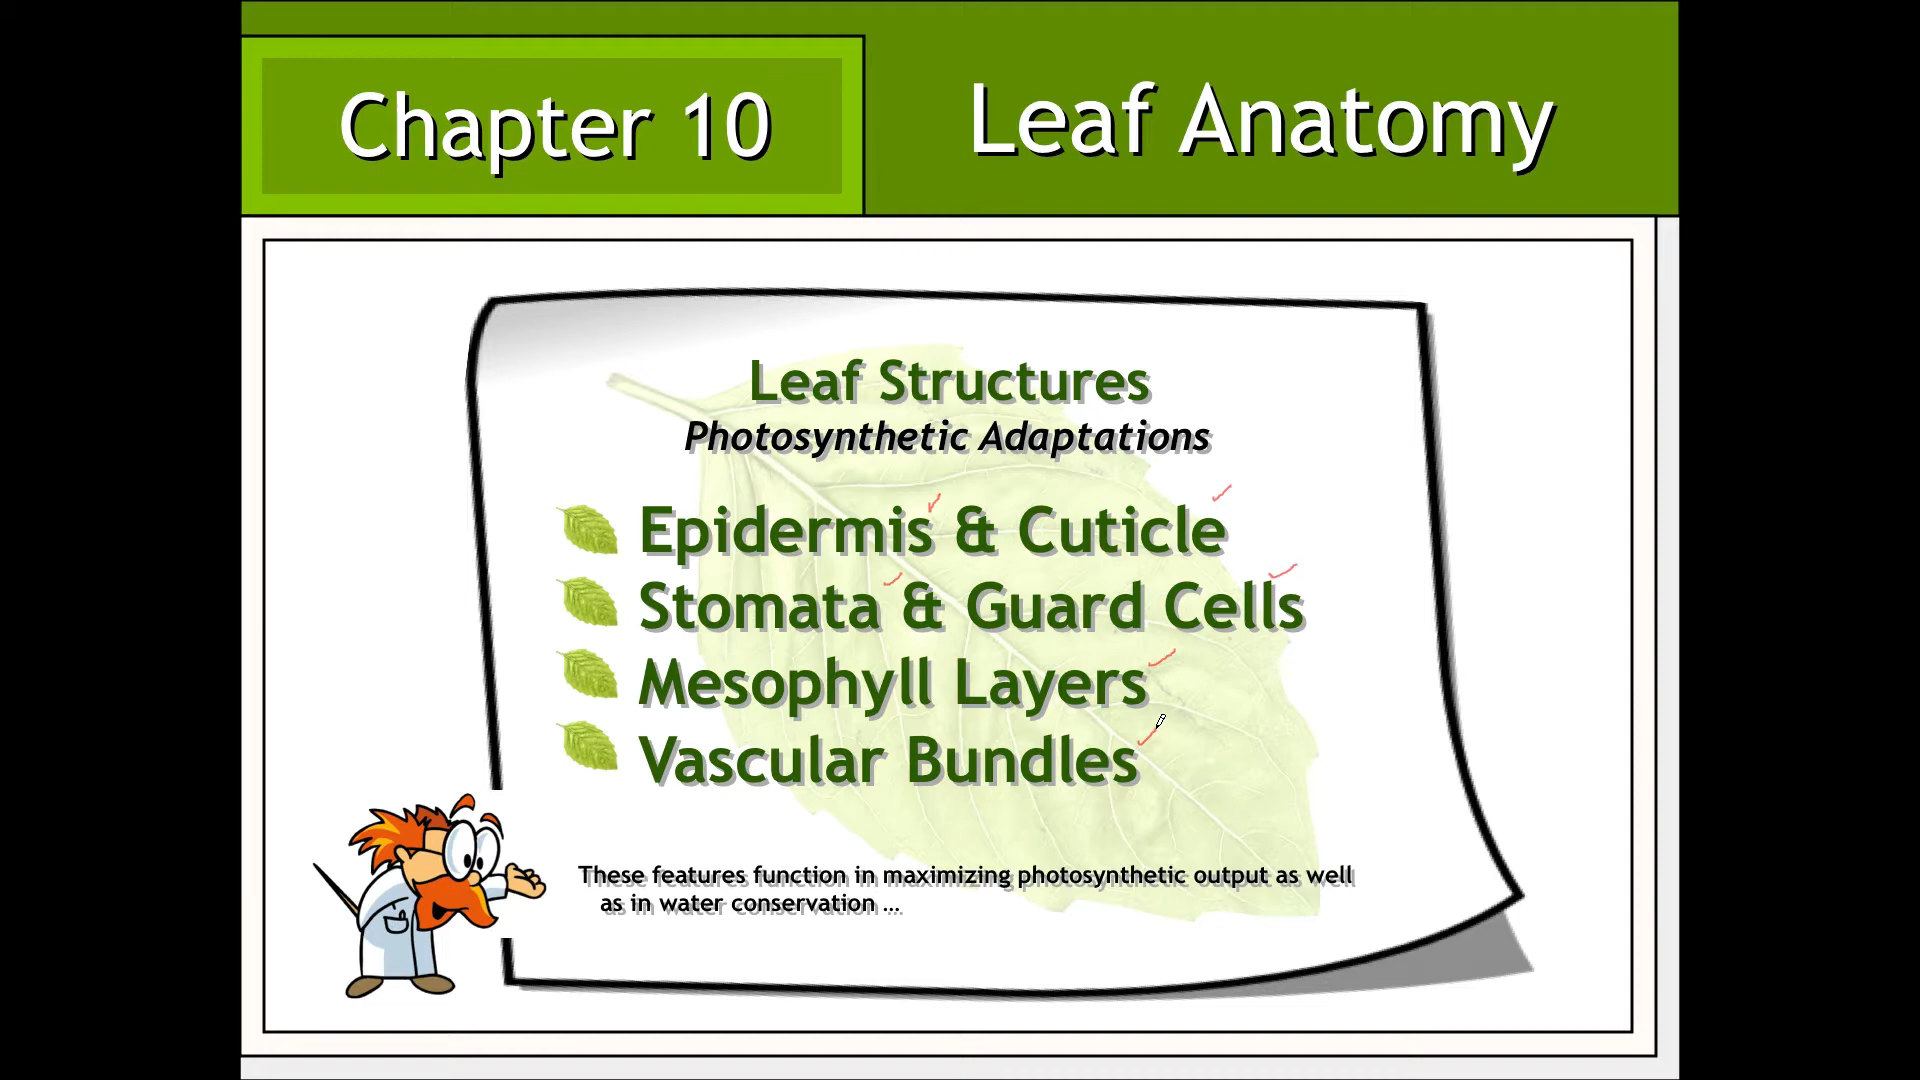 Chapter 10
Leaf Anatomy
Leaf Structures
Photosynthetic Adaptations
Epidermis & Cuticle
Stomata & Guard Cells
Mesophyll Layers
Vascular Bundles
These features function in maximizing photosynthetic output as well
as in water conservation …